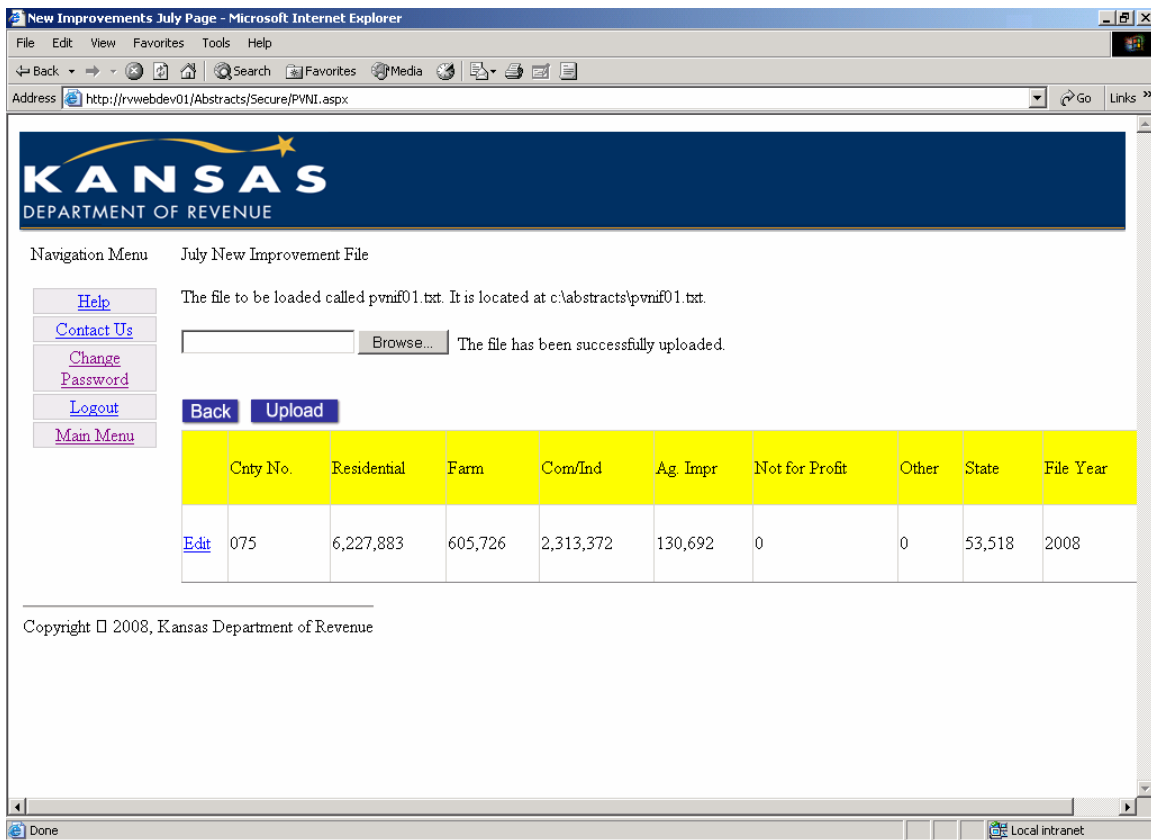 New Improvements July Page - Microsoft Internet Explorer
File Edit View Favorites Tools Help
Back Search Favorites Media
Address http://rvwebdev01/Abstracts/Secure/PVNI.aspx Go Links »
KANSAS
DEPARTMENT OF REVENUE
Navigation Menu
Help
Contact Us
Change
Password
Logout
Main Menu
July New Improvement File
The file to be loaded called pvnif01.txt. It is located at c:\abstracts\pvnif01.txt.
Browse... The file has been successfully uploaded.
Back Upload
Cnty No. Residential Farm Com/Ind Ag. Impr Not for Profit Other State File Year
Edit 075 6,227,883 605,726 2,313,372 130,692 0 0 53,518 2008
Copyright □ 2008, Kansas Department of Revenue
Done Local intranet